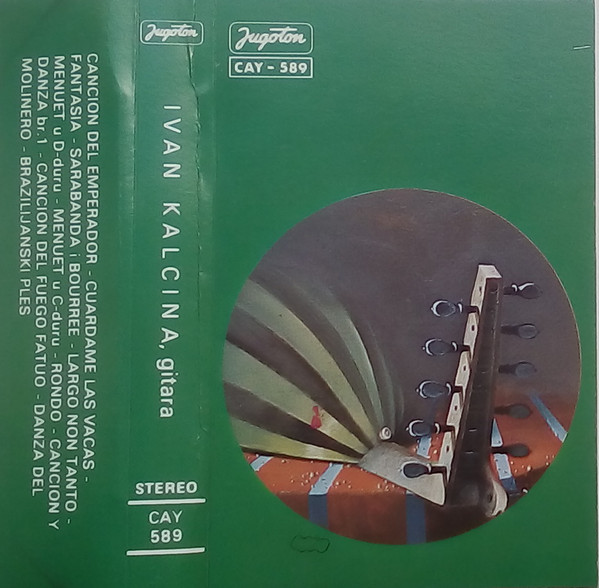 CANCION DEL EMPERADOR - CUARDAME LAS VACAS -
FANTASIA - SARABANDA i BOURREE - LARGO NON TANTO -
MENUET u D-duru - MENUET u C-duru - RONDO - CANCION Y
DANZA br. 1 - CANCION DEL FUEGO FATUO - DANZA DEL
MOLINERO - BRAZILIJANSKI PLES
Jugoton
IVAN KALCINA, gitara
STEREO
CAY
589
Jugoton
CAY - 589